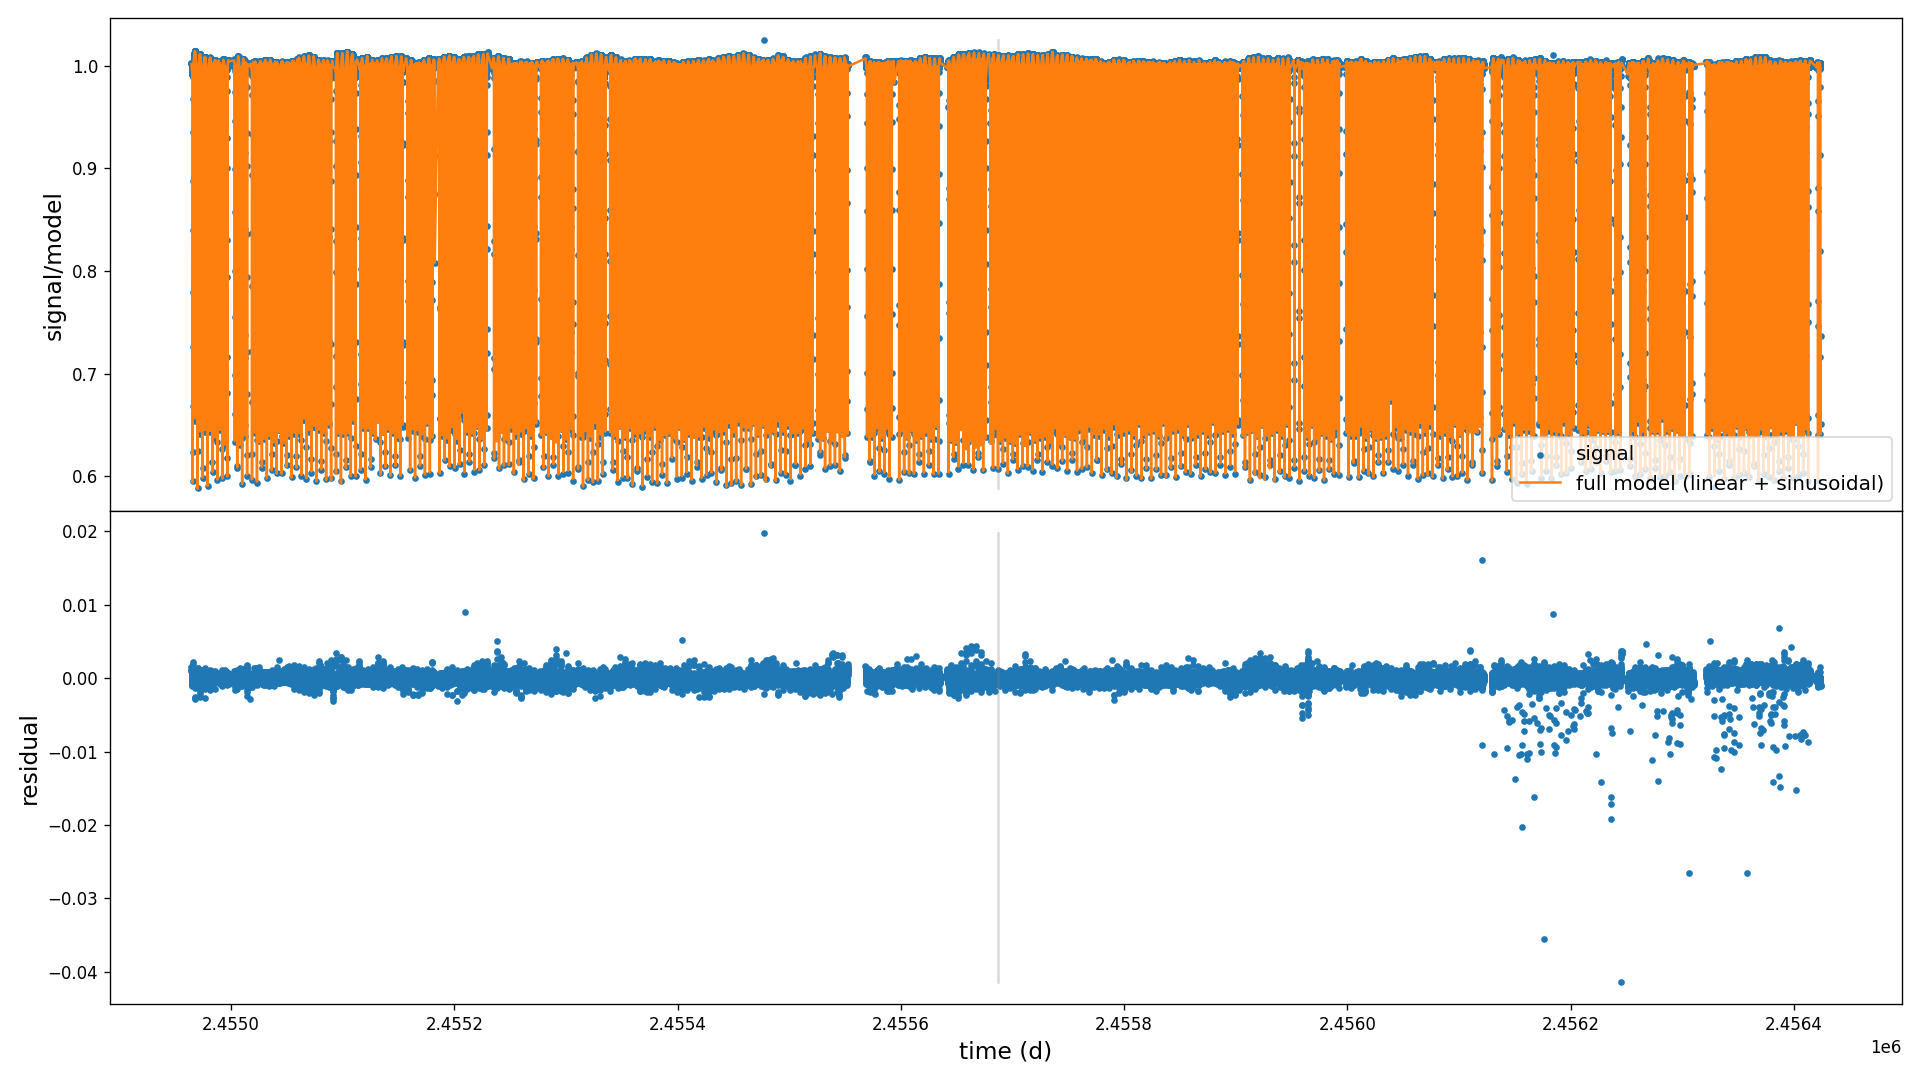 signal/model
1.0
0.9
0.8
0.7
0.6
signal
full model (linear + sinusoidal)
residual
0.02
0.01
0.00
−0.01
−0.02
−0.03
−0.04
2.4550 2.4552 2.4554 2.4556 2.4558 2.4560 2.4562 2.4564
time (d)
1e6